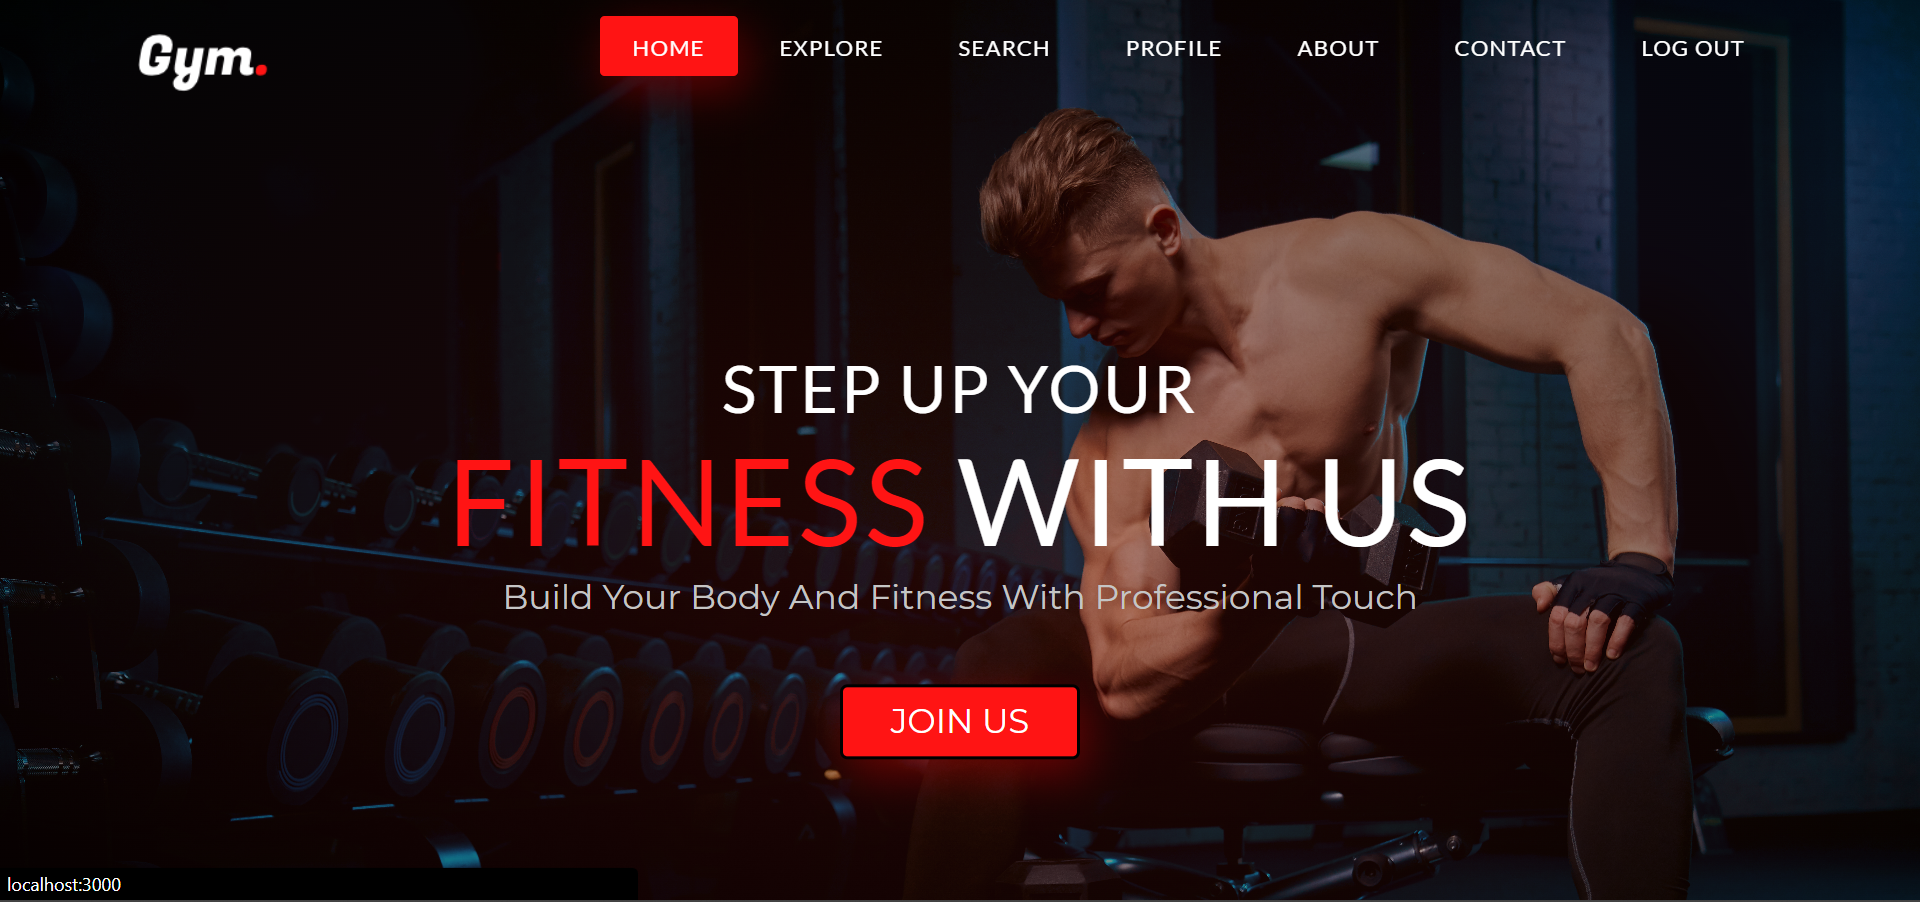 Gym.
HOME EXPLORE SEARCH PROFILE ABOUT CONTACT LOG OUT
STEP UP YOUR
FITNESS WITH US
Build Your Body And Fitness With Professional Touch
JOIN US
localhost:3000